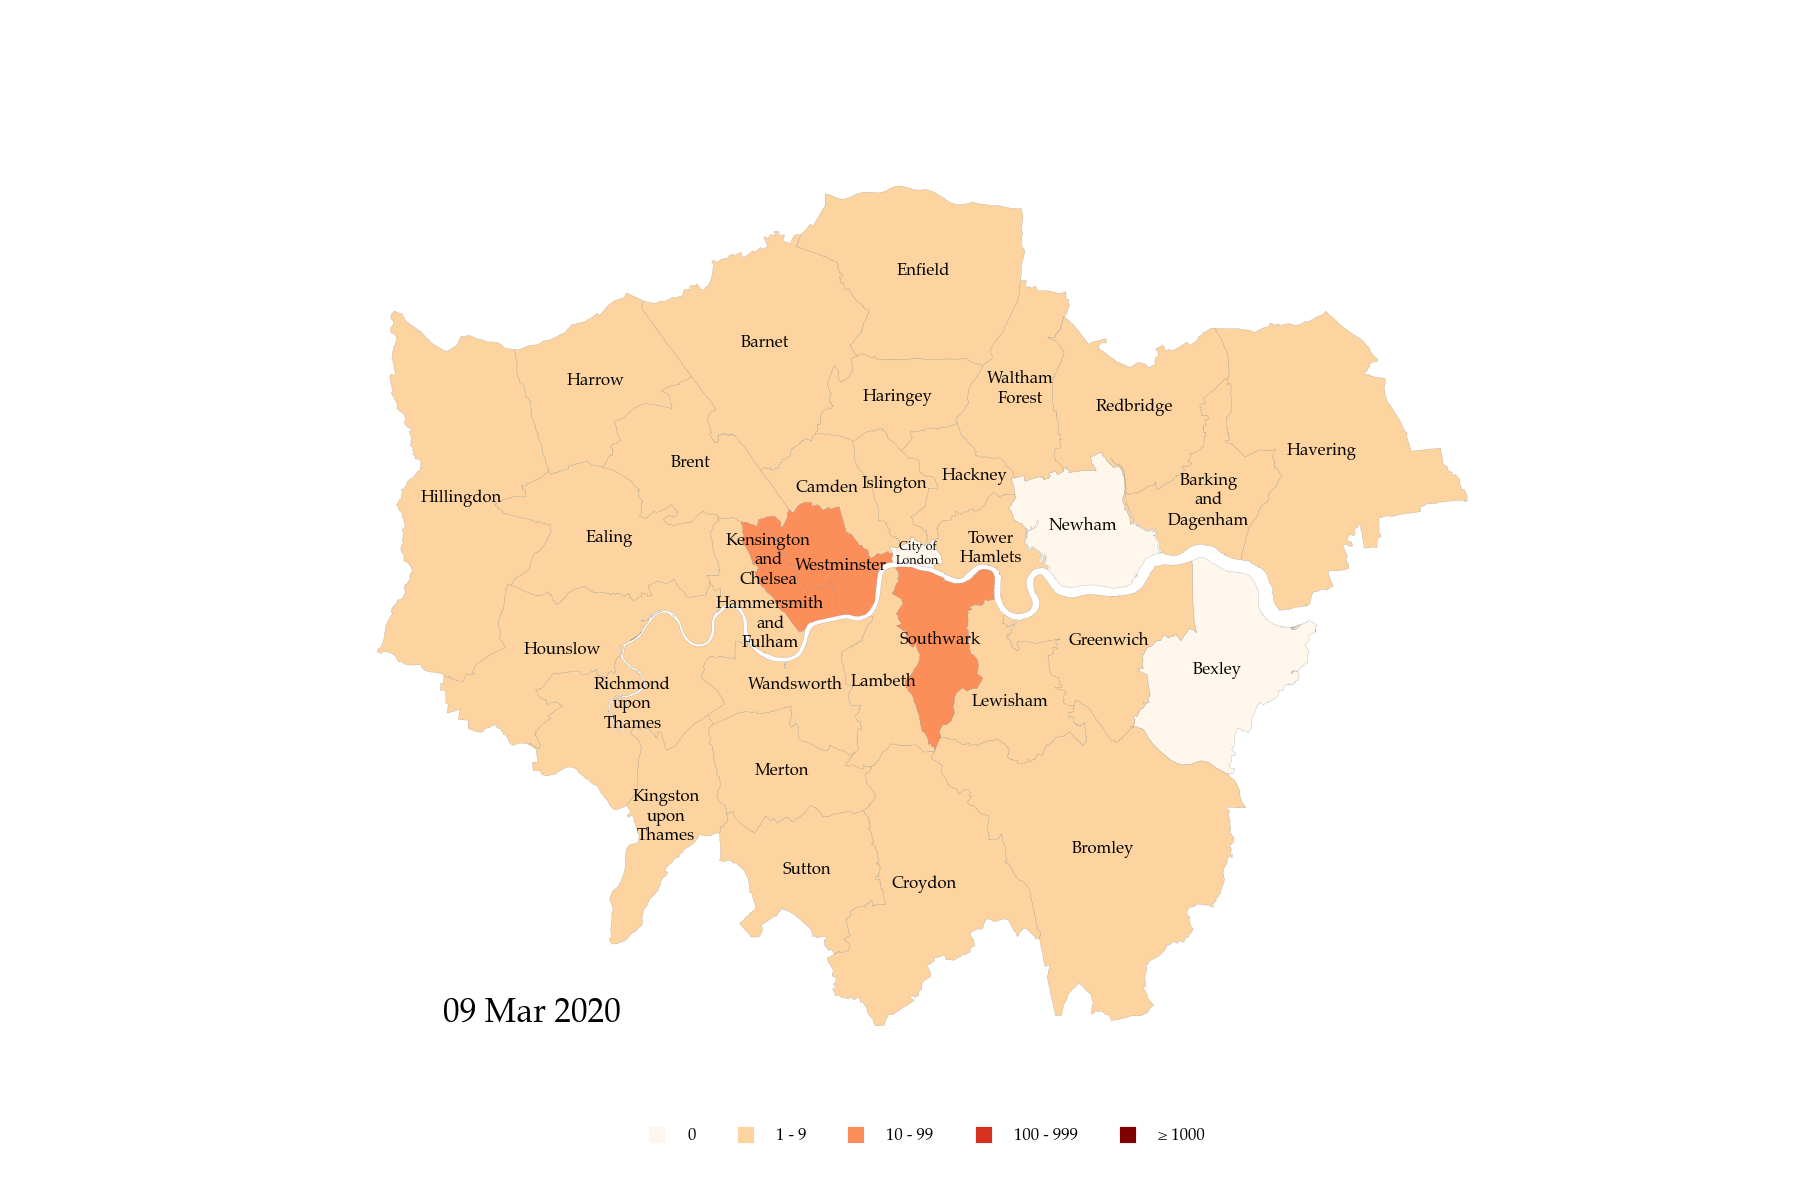 Enfield
Barnet
Harrow
Haringey
Waltham
Forest
Redbridge
Havering
Brent
Hillingdon
Camden
Islington
Hackney
Barking
and
Dagenham
Newham
Ealing
Kensington
and
Chelsea
Westminster
City of
London
Tower
Hamlets
Hammersmith
and
Fulham
Hounslow
Southwark
Greenwich
Bexley
Richmond
upon
Thames
Wandsworth
Lambeth
Lewisham
Merton
Kingston
upon
Thames
Sutton
Croydon
Bromley
09 Mar 2020
0 1 - 9 10 - 99 100 - 999 ≥ 1000